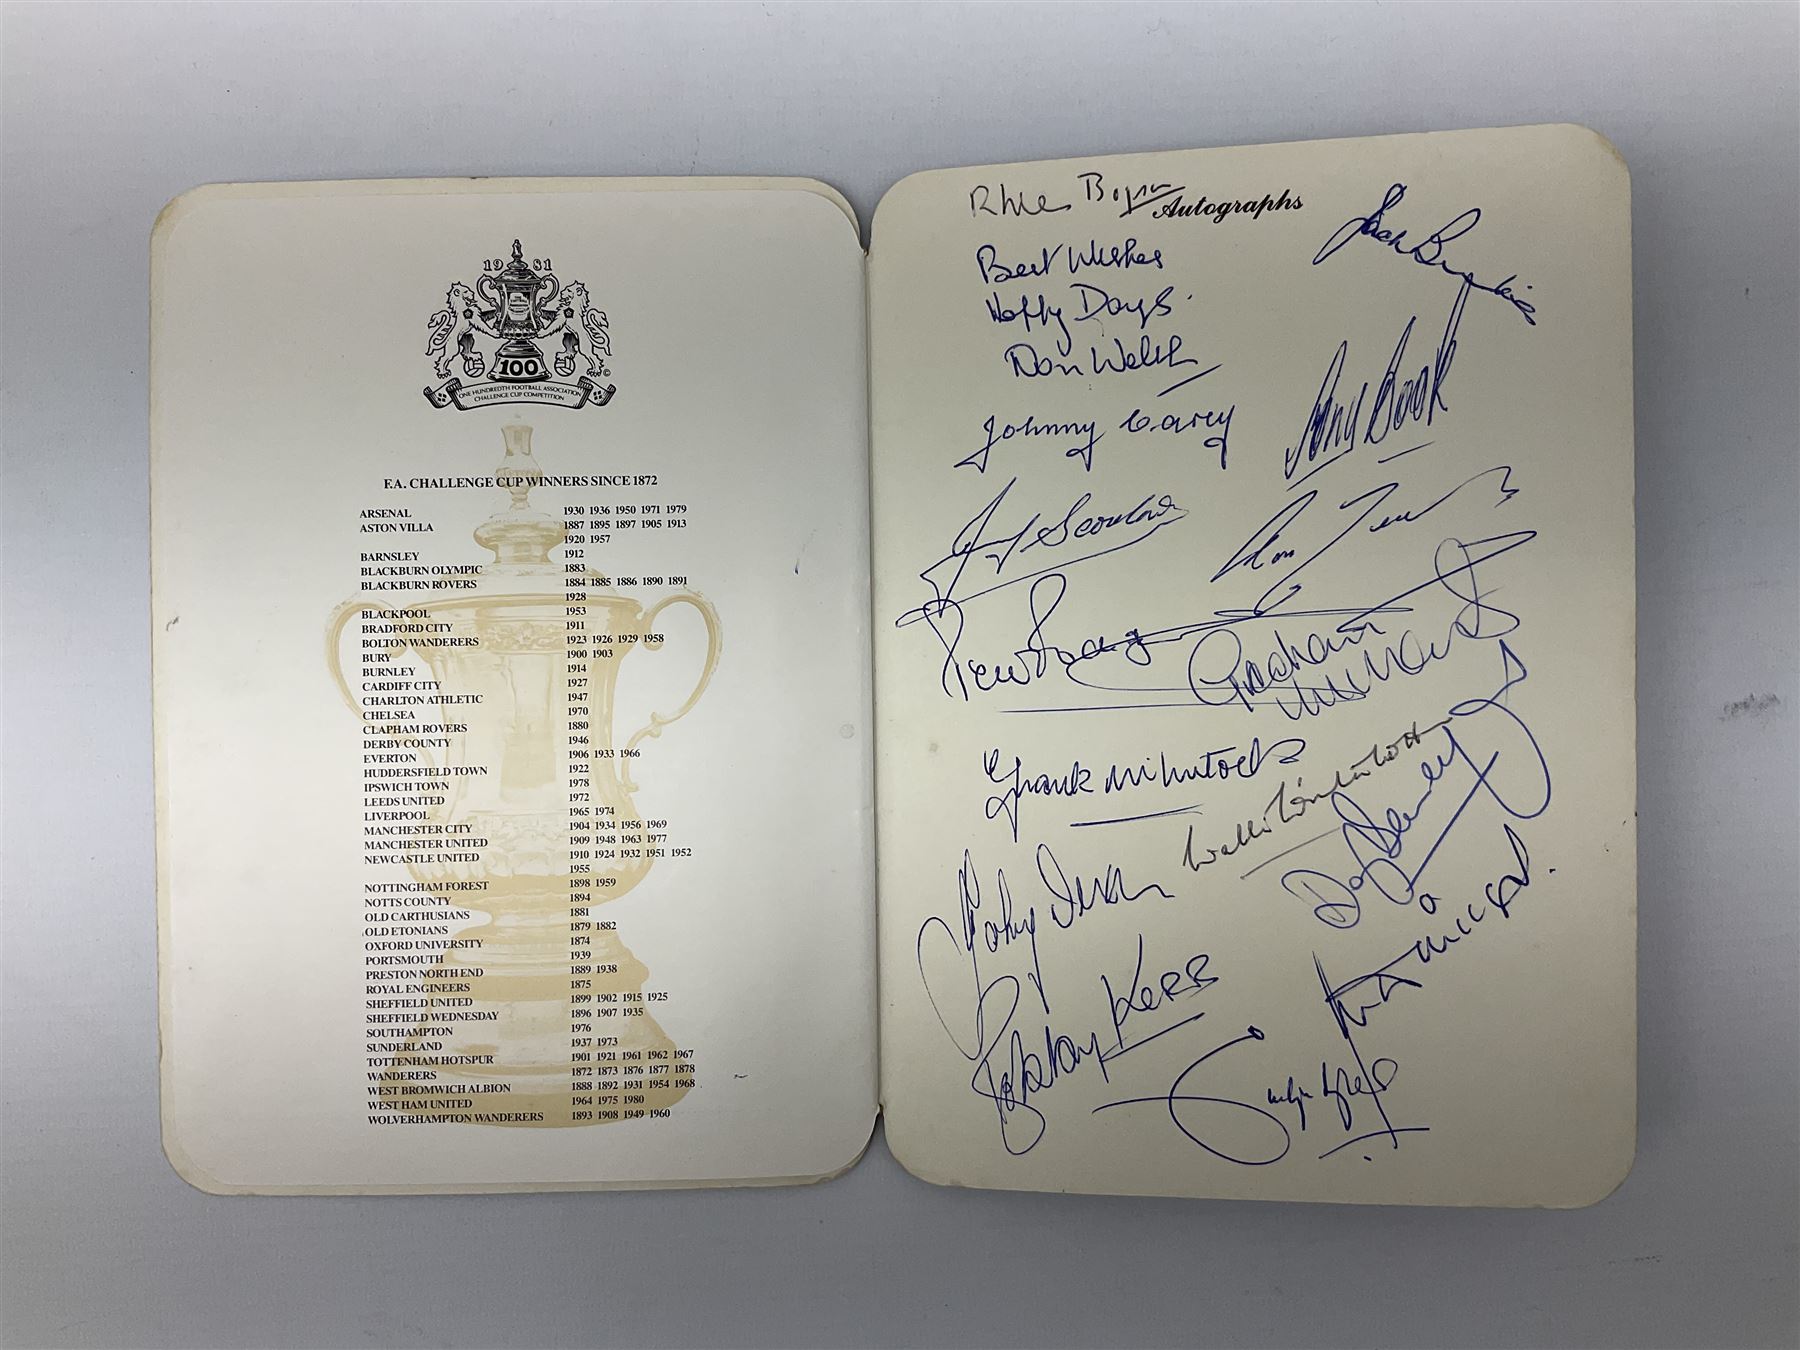 1981
100
ONE HUNDREDTH FOOTBALL ASSOCIATION
CHALLENGE CUP COMPETITION
F.A. CHALLENGE CUP WINNERS SINCE 1872
ARSENAL 1930 1936 1950 1971 1979
ASTON VILLA 1887 1895 1897 1905 1913
1920 1957
BARNSLEY 1912
BLACKBURN OLYMPIC 1883
BLACKBURN ROVERS 1884 1885 1886 1890 1891
1928
BLACKPOOL 1953
BRADFORD CITY 1911
BOLTON WANDERERS 1923 1926 1929 1958
BURY 1900 1903
BURNLEY 1914
CARDIFF CITY 1927
CHARLTON ATHLETIC 1947
CHELSEA 1970
CLAPHAM ROVERS 1880
DERBY COUNTY 1946
EVERTON 1906 1933 1966
HUDDERSFIELD TOWN 1922
IPSWICH TOWN 1978
LEEDS UNITED 1972
LIVERPOOL 1965 1974
MANCHESTER CITY 1904 1934 1956 1969
MANCHESTER UNITED 1909 1948 1963 1977
NEWCASTLE UNITED 1910 1924 1932 1951 1952
1955
NOTTINGHAM FOREST 1898 1959
NOTTS COUNTY 1894
OLD CARTHUSIANS 1881
OLD ETONIANS 1879 1882
OXFORD UNIVERSITY 1874
PORTSMOUTH 1939
PRESTON NORTH END 1889 1938
ROYAL ENGINEERS 1875
SHEFFIELD UNITED 1899 1902 1915 1925
SHEFFIELD WEDNESDAY 1896 1907 1935
SOUTHAMPTON 1976
SUNDERLAND 1937 1973
TOTTENHAM HOTSPUR 1901 1921 1961 1962 1967
WANDERERS 1872 1873 1876 1877 1878
WEST BROMWICH ALBION 1888 1892 1931 1954 1968
WEST HAM UNITED 1964 1975 1980
WOLVERHAMPTON WANDERERS 1893 1908 1949 1960
Autographs
Best Wishes
Happy Days
Don Welsh
Johnny Carey
Tony Book
Graham
Frank McLintock
Bobby Kerr